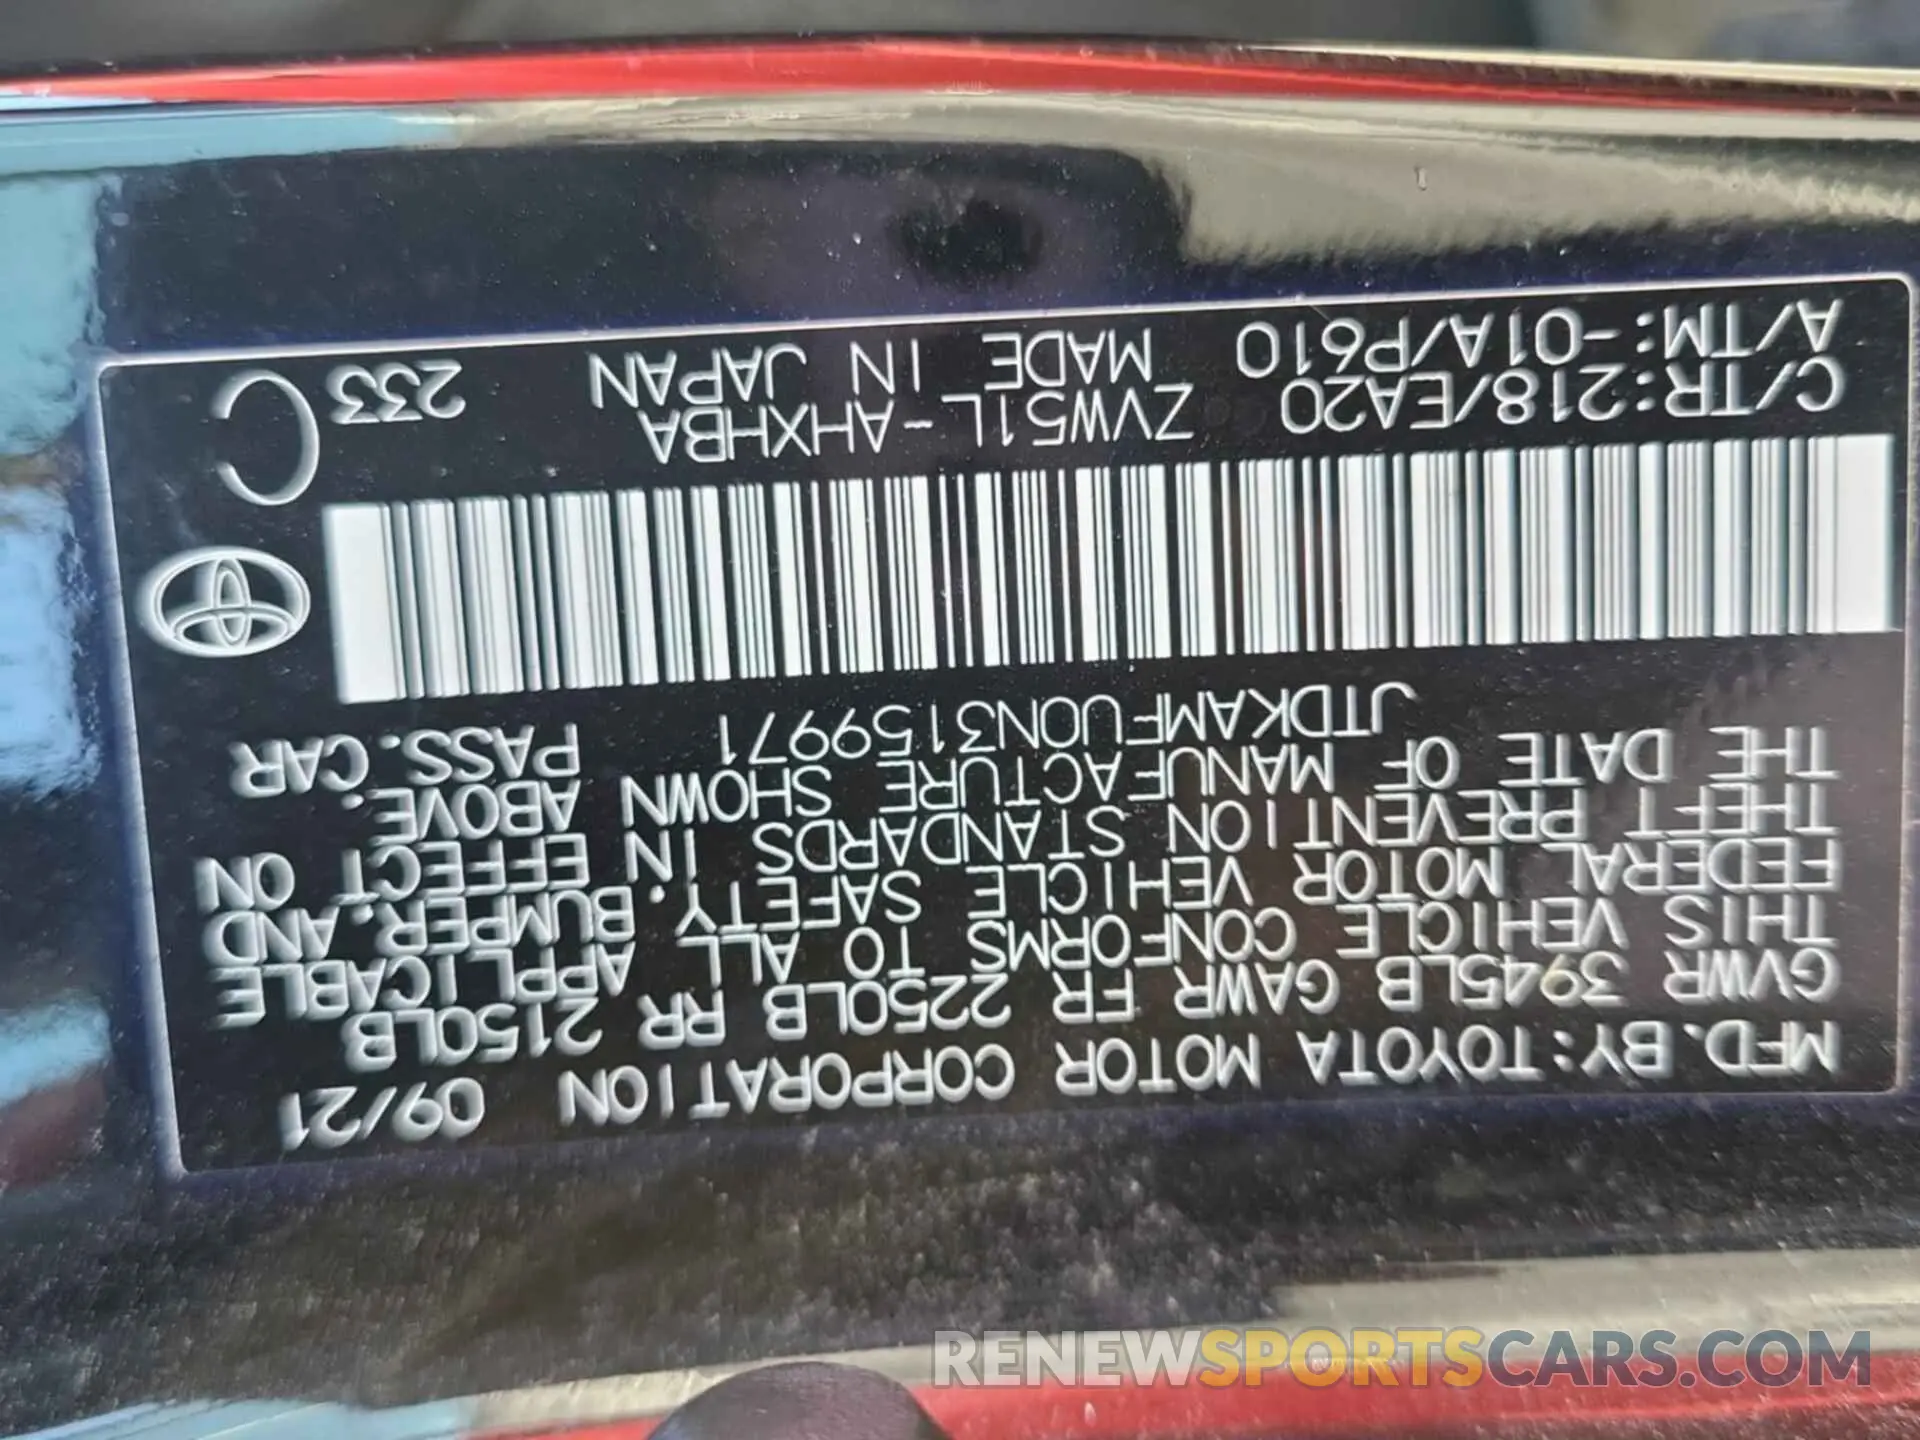 MFD. BY: TOYOTA MOTOR CORPORATION 09/21
GVWR 3945LB GAWR FR 2250LB RR 2150LB
THIS VEHICLE CONFORMS TO ALL APPLICABLE
FEDERAL MOTOR VEHICLE SAFETY. BUMPER. AND
THEFT PREVENTION STANDARDS IN EFFECT ON
THE DATE OF MANUFACTURE SHOWN ABOVE.
JTDKAMFU0N3159971 PASS. CAR
C/TR:218/EA20 ZVW51L-AHXHBA 233 C
A/TM:-01A/P610 MADE IN JAPAN
RENEWSPORTSCARS.COM